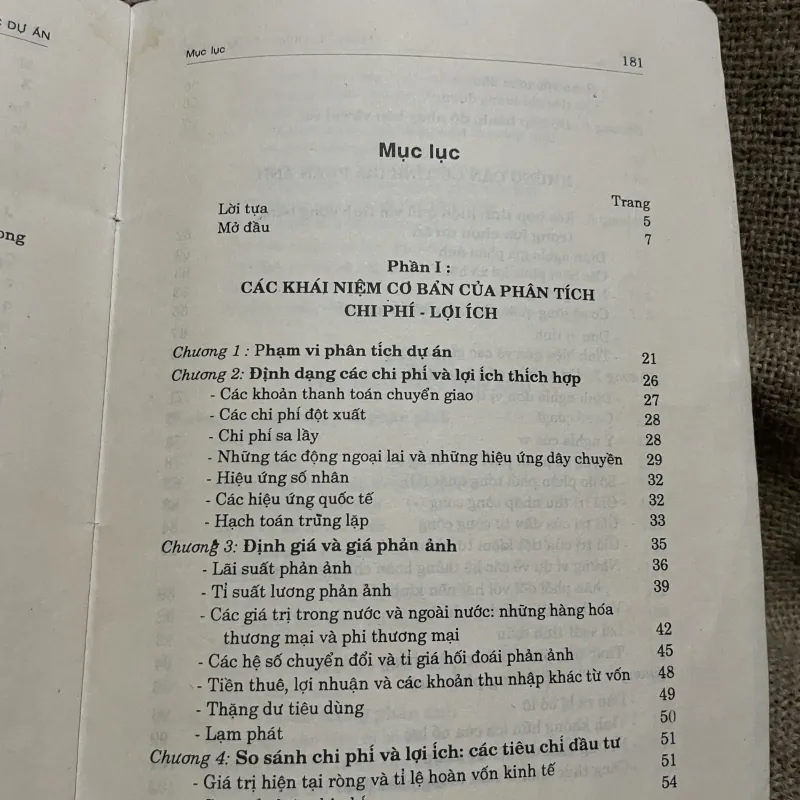 DỰ ÁN
ong
Mục lục 181
Mục lục
Trang
Lời tựa 5
Mở đầu 7
Phần I :
CÁC KHÁI NIỆM CƠ BẢN CỦA PHÂN TÍCH
CHI PHÍ - LỢI ÍCH
Chương 1 : Phạm vi phân tích dự án 21
Chương 2: Định dạng các chi phí và lợi ích thích hợp 26
- Các khoản thanh toán chuyển giao 27
- Các chi phí đột xuất 28
- Chi phí sa lầy 28
- Những tác động ngoại lai và những hiệu ứng dây chuyền 29
- Hiệu ứng số nhân 32
- Các hiệu ứng quốc tế 32
- Hạch toán trùng lặp 33
Chương 3: Định giá và giá phản ảnh 35
- Lãi suất phản ảnh 36
- Tỉ suất lương phản ảnh 39
- Các giá trị trong nước và ngoài nước: những hàng hóa
thương mại và phi thương mại 42
- Các hệ số chuyển đổi và tỉ giá hối đoái phản ảnh 45
- Tiền thuê, lợi nhuận và các khoản thu nhập khác từ vốn 48
- Thặng dư tiêu dùng 49
- Lạm phát 50
Chương 4: So sánh chi phí và lợi ích: các tiêu chí đầu tư 51
- Giá trị hiện tại ròng và tỉ lệ hoàn vốn kinh tế 51
54